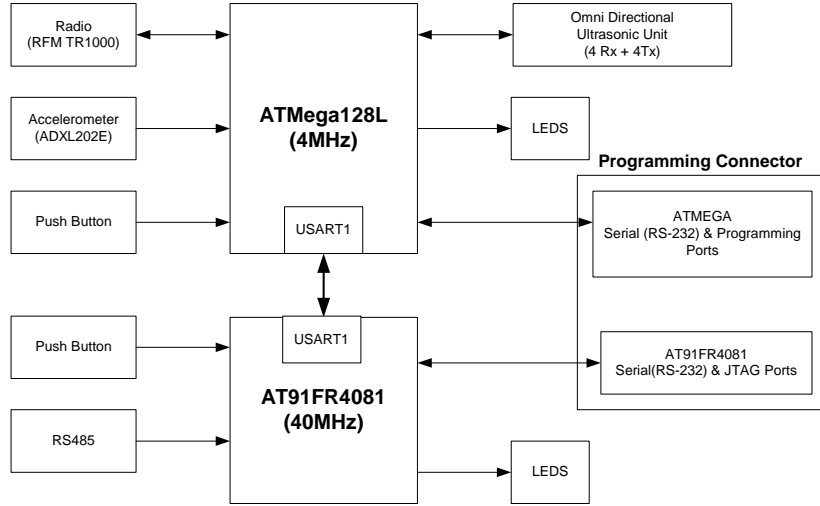 Radio
(RFM TR1000)
Accelerometer
(ADXL202E)
Push Button
ATMega128L
(4MHz)
USART1
Omni Directional
Ultrasonic Unit
(4 Rx + 4Tx)
LEDS
Programming Connector
ATMEGA
Serial (RS-232) & Programming
Ports
AT91FR4081
Serial(RS-232) & JTAG Ports
Push Button
RS485
USART1
AT91FR4081
(40MHz)
LEDS